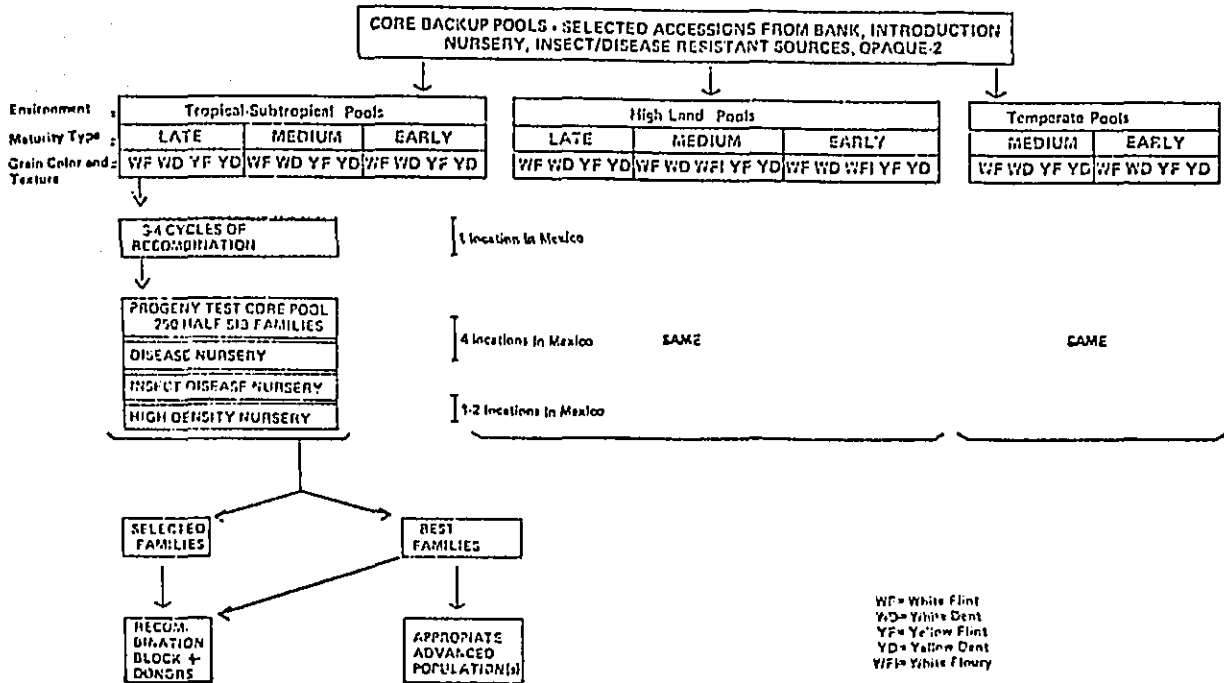 CORE BACKUP POOLS - SELECTED ACCESSIONS FROM BANK, INTRODUCTION
NURSERY, INSECT/DISEASE RESISTANT SOURCES, OPAQUE-2
Environment : Tropical-Subtropical Pools High Land Pools Temperate Pools
Maturity Type : LATE MEDIUM EARLY LATE MEDIUM EARLY MEDIUM EARLY
Grain Color and : WF WD YF YD WF WD YF YD WF WD YF YD WF WD YF YD WF WD WFl YF YD WF WD WFl YF YD WF WD YF YD WF WD YF YD
Texture
3-4 CYCLES OF
RECOMBINATION
1 location In Mexico
PROGENY TEST CORE POOL
250 HALF SIB FAMILIES
DISEASE NURSERY
INSECT DISEASE NURSERY
HIGH DENSITY NURSERY
4 locations In Mexico SAME SAME
1-2 locations In Mexico
SELECTED
FAMILIES
BEST
FAMILIES
RECOM-
BINATION
BLOCK +
DONORS
APPROPIATE
ADVANCED
POPULATION(s)
WF= White Flint
WD= White Dent
YF= Yellow Flint
YD= Yellow Dent
WFl= White Floury